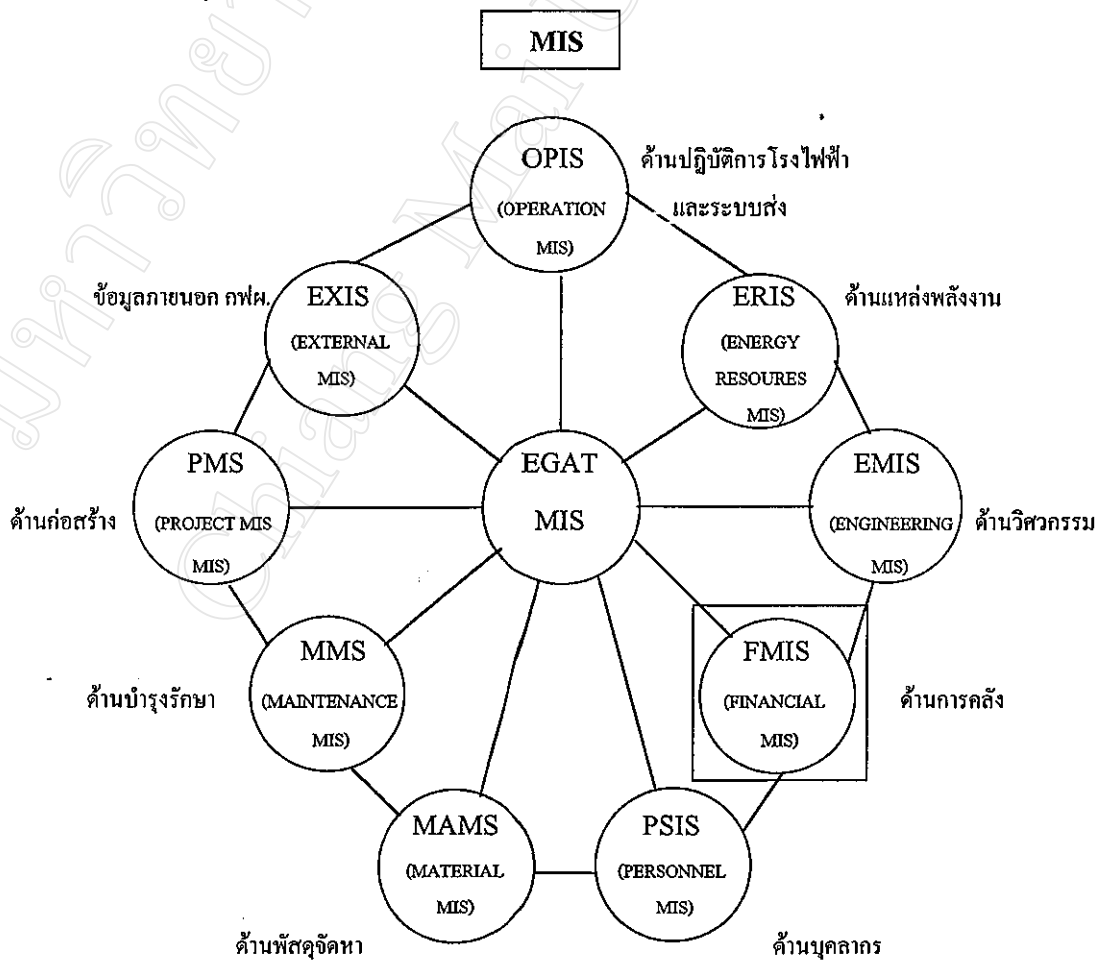 MIS
OPIS
(OPERATION
MIS)
ด้านปฏิบัติการโรงไฟฟ้า
และระบบส่ง
ข้อมูลภายนอก กฟผ.
EXIS
(EXTERNAL
MIS)
ERIS
(ENERGY
RESOURES
MIS)
ด้านแหล่งพลังงาน
ด้านก่อสร้าง
PMS
(PROJECT MIS
MIS)
EGAT
MIS
EMIS
(ENGINEERING
MIS)
ด้านวิศวกรรม
ด้านบำรุงรักษา
MMS
(MAINTENANCE
MIS)
FMIS
(FINANCIAL
MIS)
ด้านการคลัง
MAMS
(MATERIAL
MIS)
ด้านพัสดุจัดหา
PSIS
(PERSONNEL
MIS)
ด้านบุคลากร
Chiang Mai